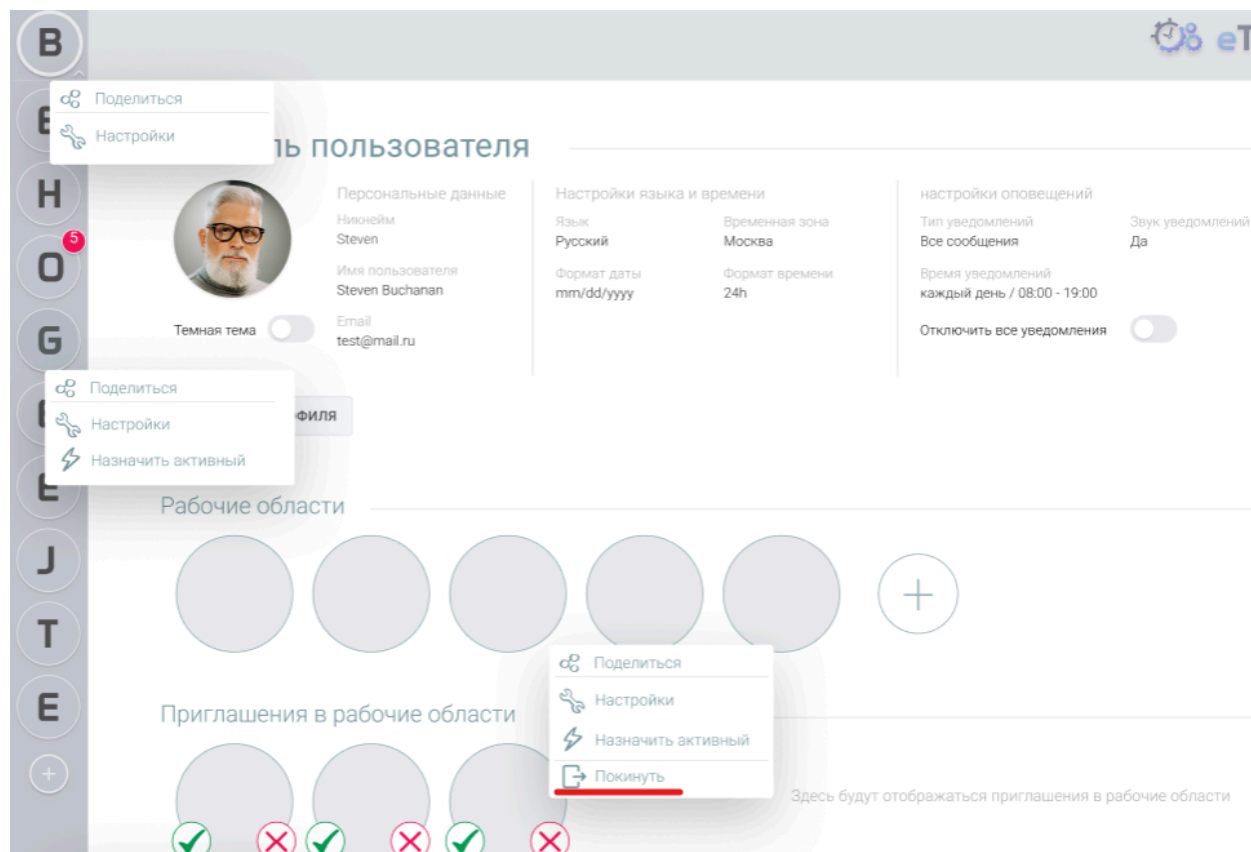 B
eT
Поделиться
Настройки
ль пользователя
H
5
O
G
E
J
T
E
Персональные данные
Никнейм
Steven
Имя пользователя
Steven Buchanan
Email
test@mail.ru
Темная тема
Настройки языка и времени
Язык
Русский
Временная зона
Москва
Формат даты
mm/dd/yyyy
Формат времени
24h
настройки оповещений
Тип уведомлений
Все сообщения
Звук уведомлений
Да
Время уведомлений
каждый день / 08:00 - 19:00
Отключить все уведомления
Поделиться
Настройки
Назначить активный
офиля
Рабочие области
Поделиться
Настройки
Назначить активный
Покинуть
Приглашения в рабочие области
Здесь будут отображаться приглашения в рабочие области